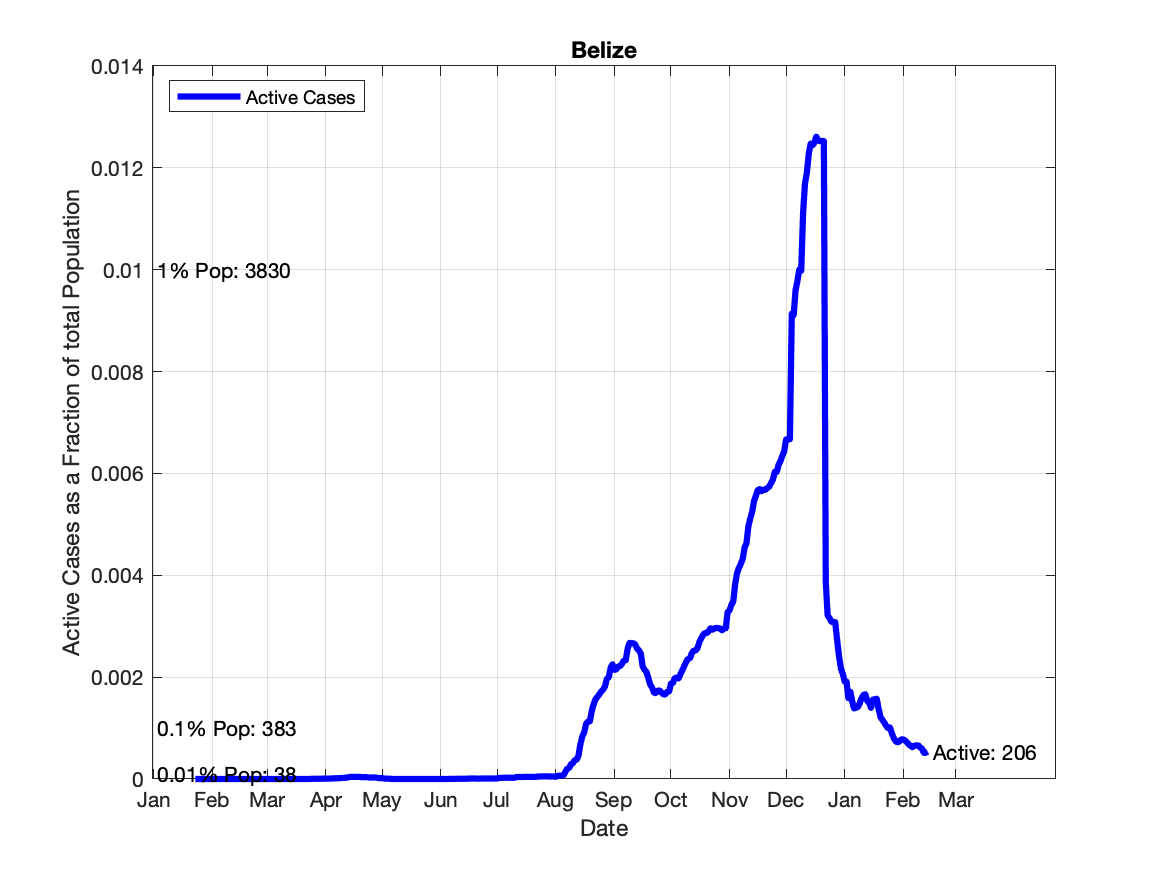 Belize
0.014
Active Cases
0.012
0.01
1% Pop: 3830
0.008
0.006
0.004
0.002
0.1% Pop: 383
Active: 206
0.01% Pop: 38
0
Jan Feb Mar Apr May Jun Jul Aug Sep Oct Nov Dec Jan Feb Mar
Date
Active Cases as a Fraction of total Population